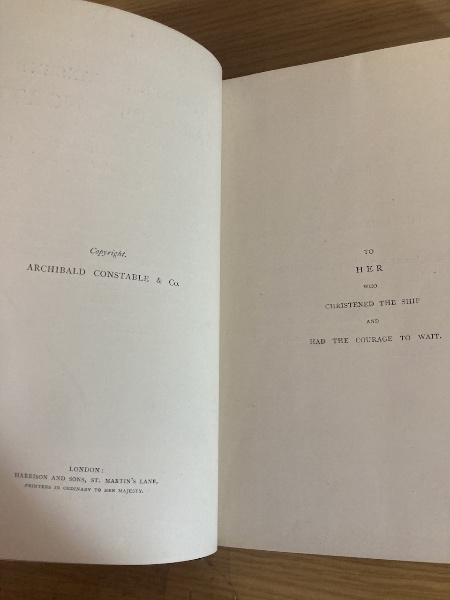 Copyright.
ARCHIBALD CONSTABLE & Co.
LONDON:
HARRISON AND SONS, ST. MARTIN'S LANE,
PRINTERS IN ORDINARY TO HER MAJESTY.
TO
HER
WHO
CHRISTENED THE SHIP
AND
HAD THE COURAGE TO WAIT.